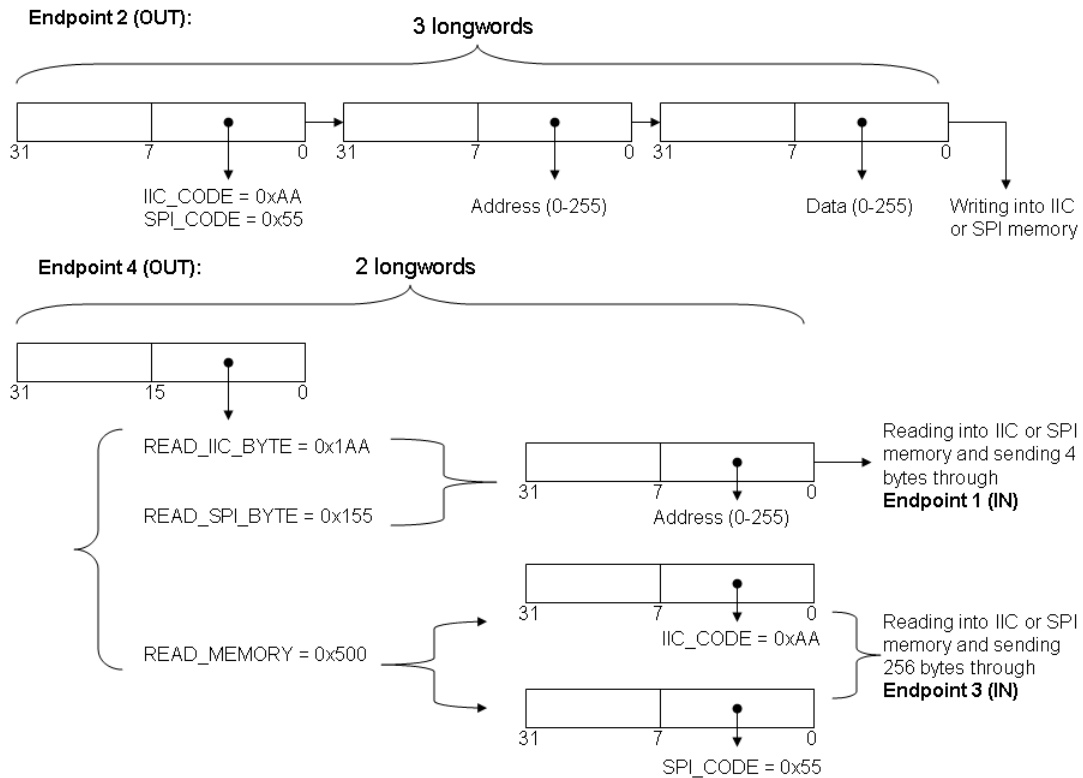 Endpoint 2 (OUT):
3 longwords
31 7 0 31 7 0 31 7 0
IIC_CODE = 0xAA
SPI_CODE = 0x55
Address (0-255)
Data (0-255)
Writing into IIC
or SPI memory
Endpoint 4 (OUT):
2 longwords
31 15 0
READ_IIC_BYTE = 0x1AA
READ_SPI_BYTE = 0x155
31 7 0
Address (0-255)
Reading into IIC or SPI
memory and sending 4
bytes through
Endpoint 1 (IN)
READ_MEMORY = 0x500
31 7 0
IIC_CODE = 0xAA
31 7 0
SPI_CODE = 0x55
Reading into IIC or SPI
memory and sending
256 bytes through
Endpoint 3 (IN)